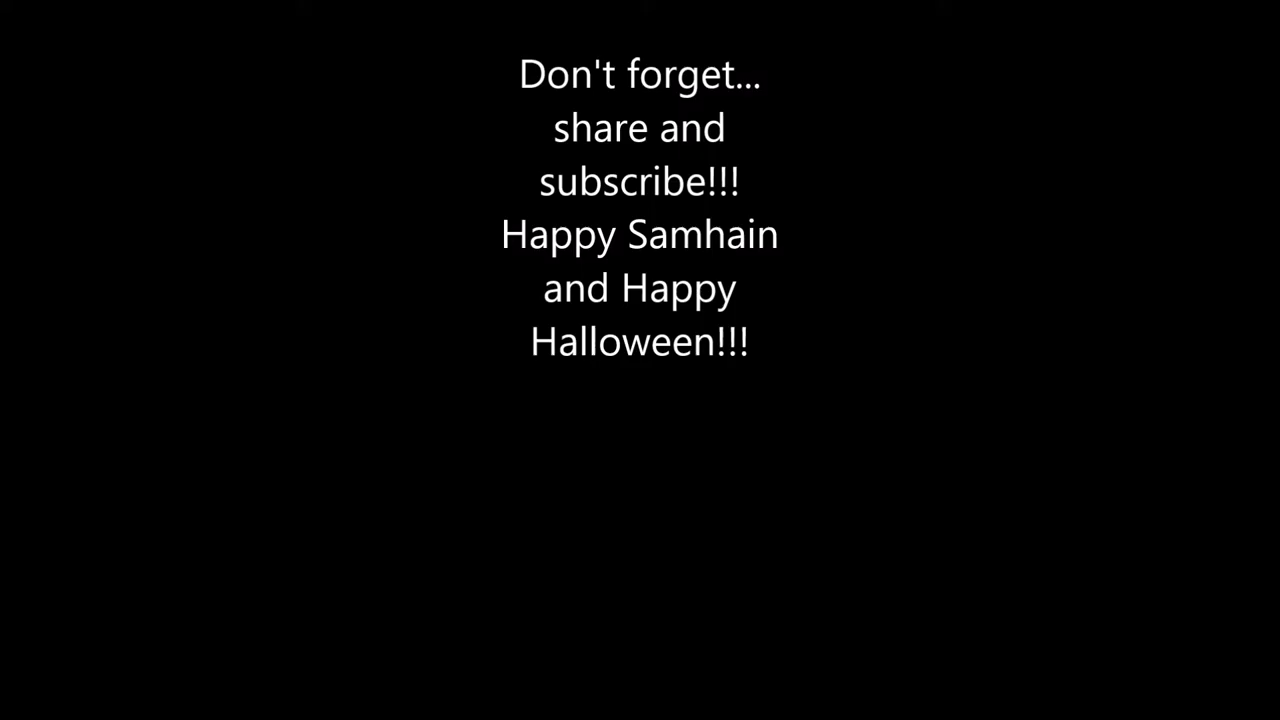 Don't forget...
share and
subscribe!!!
Happy Samhain
and Happy
Halloween!!!